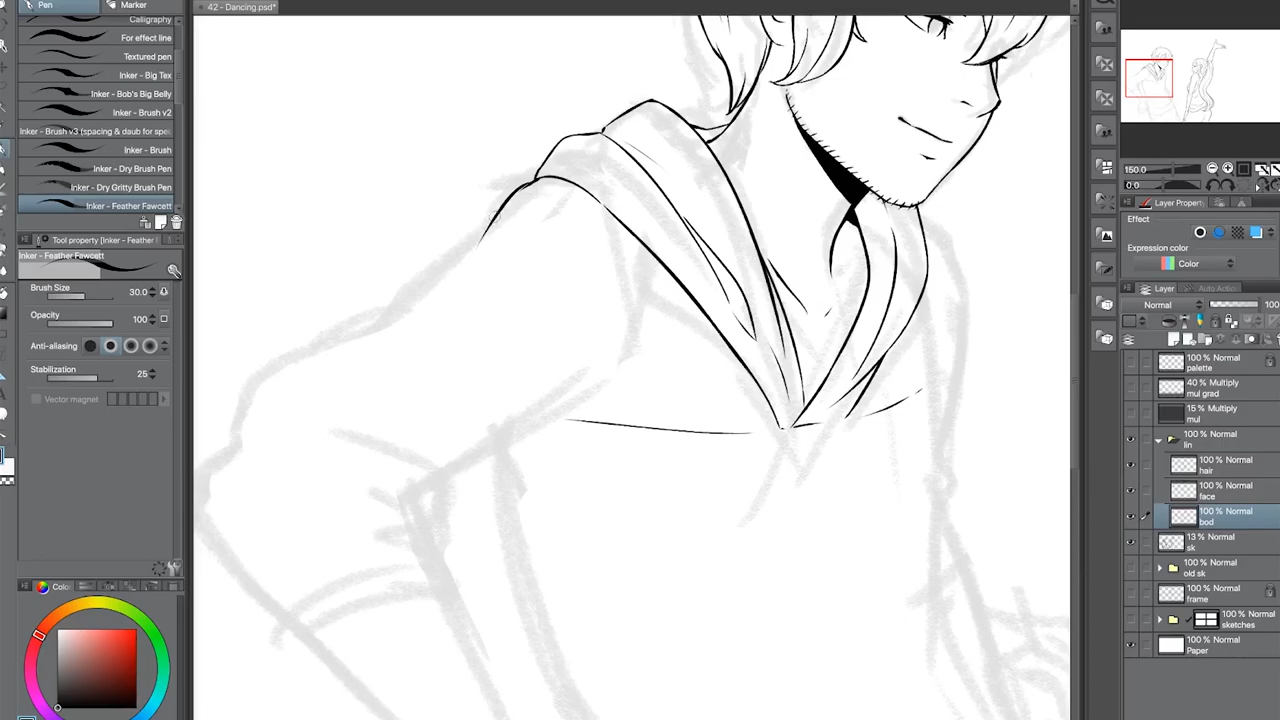 Pen
Marker
42 - Dancing.psd*
Calligraphy
For effect line
Textured pen
Inker - Big Tex
Inker - Bob's Big Belly
Inker - Brush v2
Inker - Brush v3 (spacing & daub for spe
Inker - Brush
Inker - Dry Brush Pen
Inker - Dry Gritty Brush Pen
Inker - Feather Fawcett
Tool property [Inker - Feather
Inker - Feather Fawcett
Brush Size
30.0
Opacity
100
Anti-aliasing
Stabilization
25
Vector magnet
Colo
150.0
0.0
Layer Propert
Effect
Expression color
Color
Layer
Auto Action
Normal
100
100 % Normal
palette
40 % Multiply
mul grad
15 % Multiply
mul
100 % Normal
lin
100 % Normal
hair
100 % Normal
face
100 % Normal
bod
13 % Normal
sk
100 % Normal
old sk
100 % Normal
frame
100 % Normal
sketches
100 % Normal
Paper